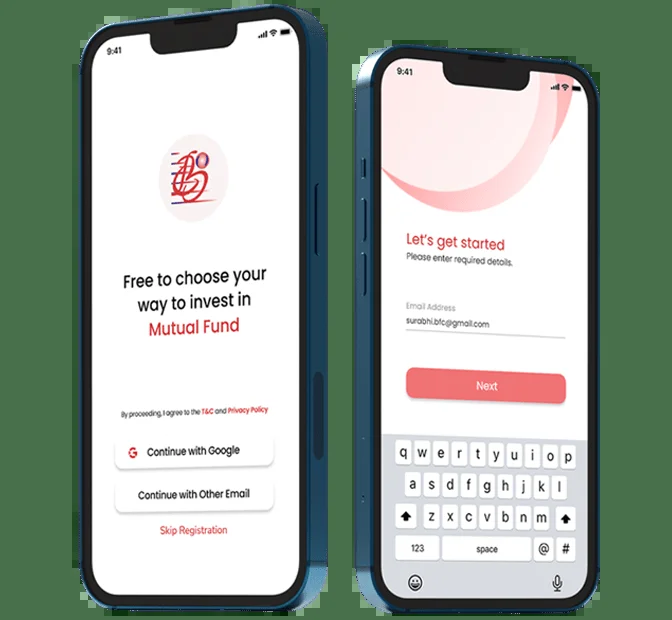 9:41
Free to choose your
way to invest in
Mutual Fund
By proceeding, I agree to the T&C and Privacy Policy
G Continue with Google
Continue with Other Email
Skip Registration
9:41
Let's get started
Please enter required details.
Email Address
surabhi.bfc@gmail.com
Next
q w e r t y u i o p
a s d f g h j k l
z x c v b n m
123 space @ #